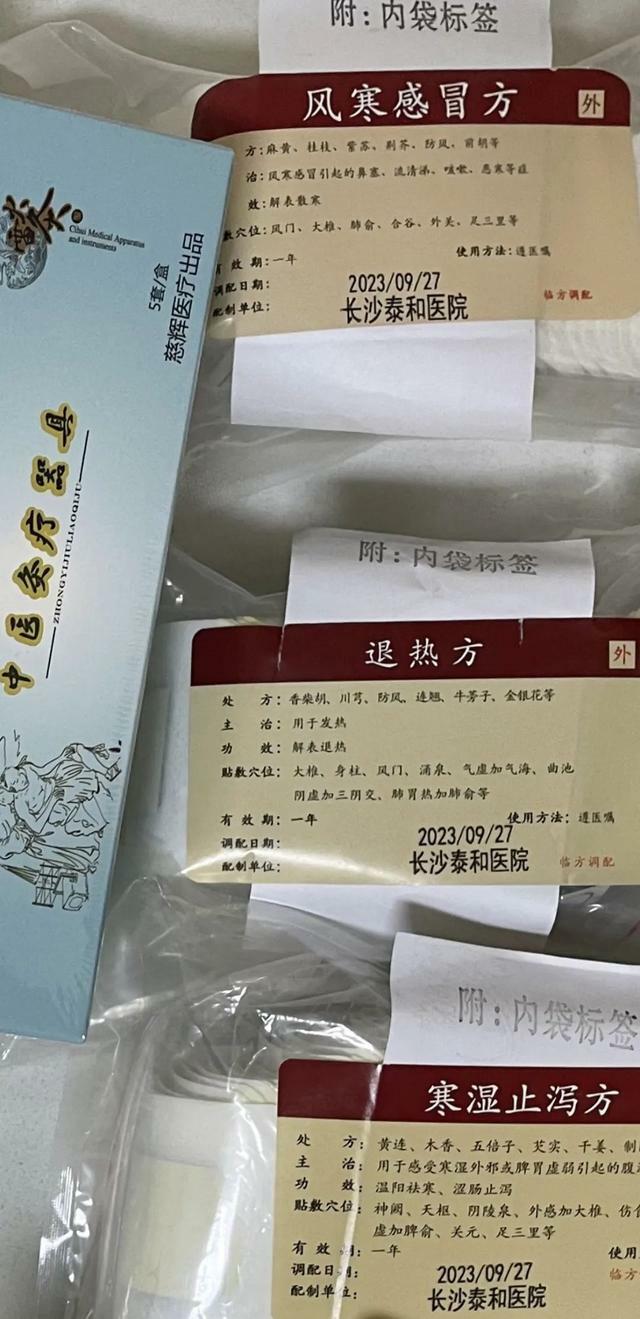 附：内袋标签
风寒感冒方
外
方：麻黄、桂枝、紫苏、荆芥、防风、前胡等
治：风寒感冒引起的鼻塞、流清涕、咳嗽、恶寒等症
效：解表散寒
敷穴位：风门、大椎、肺俞、合谷、外关、足三里等
有效期：一年
使用方法：遵医嘱
调配日期：
2023/09/27
配制单位：
长沙泰和医院
临方调配
Cihui Medical Apparatus
and instruments
5套/盒
慈辉医疗出品
中医灸疗器具
ZHONGYIJIULIAOQIJU
附：内袋标签
退热方
外
处方：香柴胡、川芎、防风、连翘、牛芳子、金银花等
主治：用于发热
功效：解表退热
贴敷穴位：大椎、身柱、风门、涌泉、气虚加气海、曲池
阴虚加三阴交、肺胃热加肺俞等
有效期：一年
使用方法：遵医嘱
调配日期：
2023/09/27
配制单位：
长沙泰和医院
临方调配
附：内袋标签
寒湿止泻方
处方：黄连、木香、五倍子、芡实、干姜、制
主治：用于感受寒湿外邪或脾胃虚弱引起的腹
功效：温阳祛寒、涩肠止泻
贴敷穴位：神阙、天枢、阴陵泉、外感加大椎、伤食
虚加脾俞、关元、足三里等
有效期：一年
使用
调配日期：
2023/09/27
临方
配制单位：
长沙泰和医院